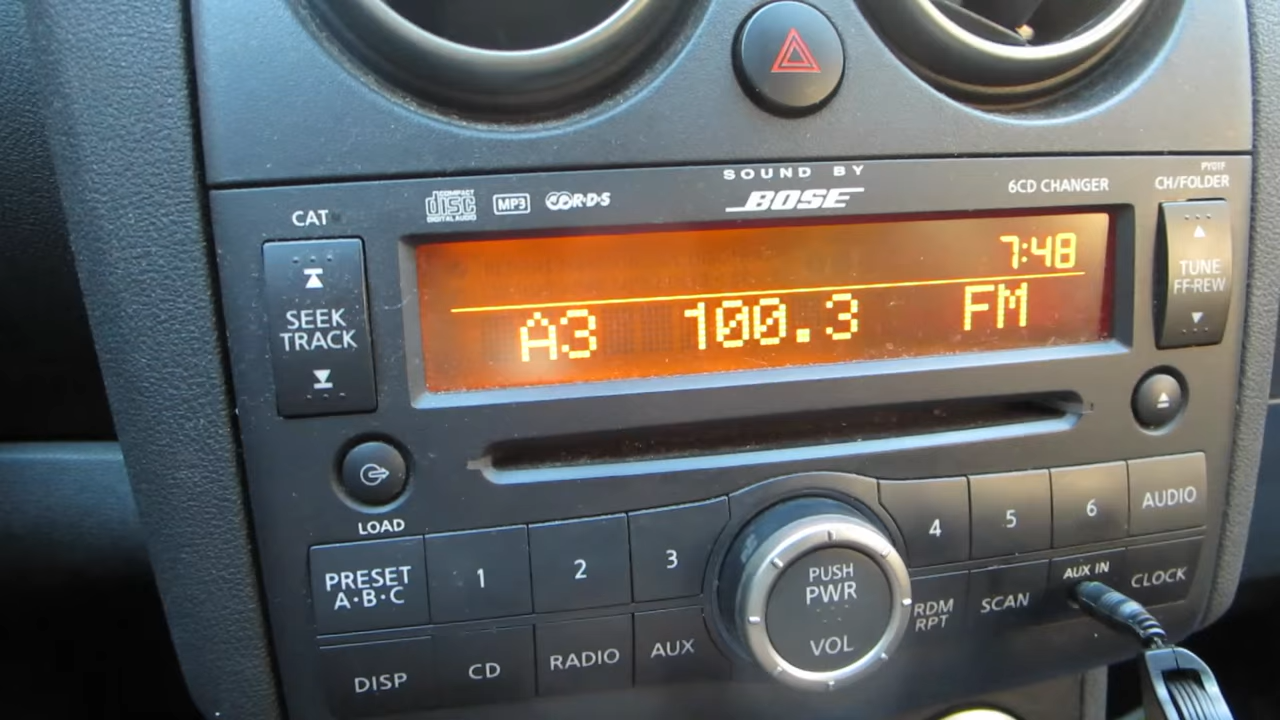 SOUND BY
BOSE
COMPACT
disc
DIGITAL AUDIO
MP3
R·D·S
6CD CHANGER
PY01F
CH/FOLDER
CAT
SEEK
TRACK
7:48
A3 100.3 FM
TUNE
FF·REW
LOAD
PRESET
A·B·C
1
2
3
PUSH
PWR
VOL
4
5
6
AUDIO
DISP
CD
RADIO
AUX
RDM
RPT
SCAN
AUX IN
CLOCK